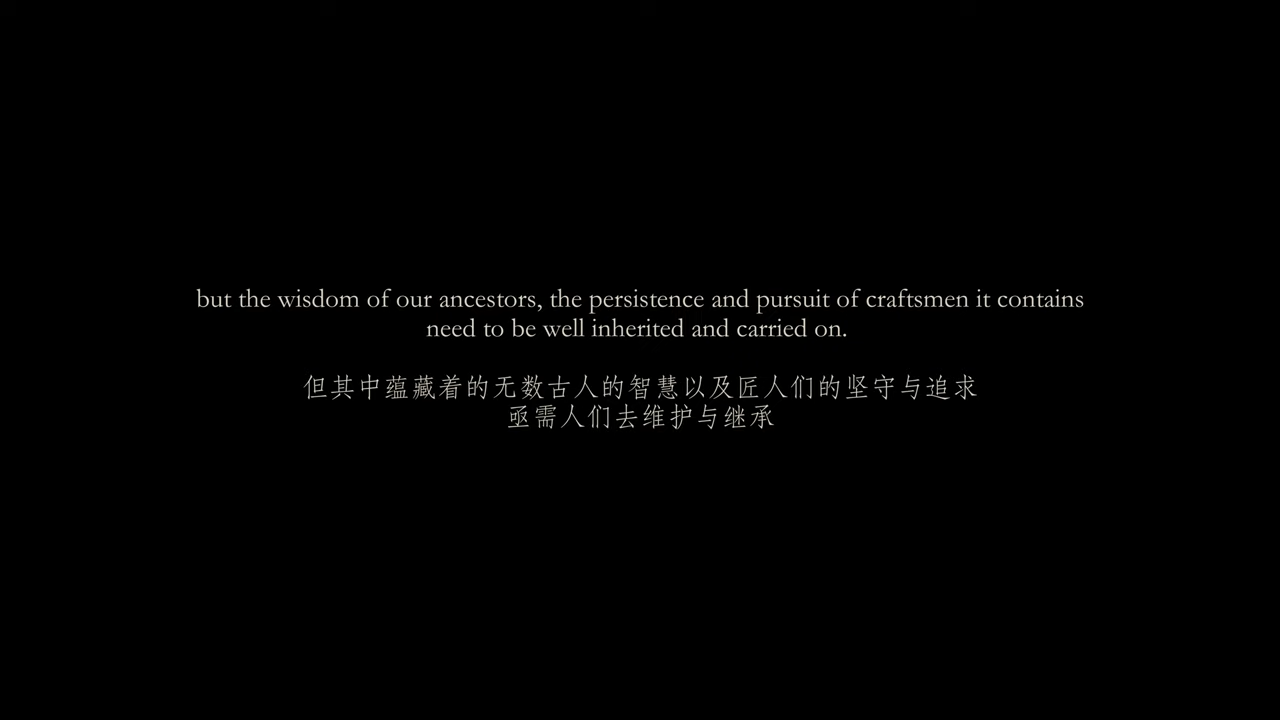 but the wisdom of our ancestors, the persistence and pursuit of craftsmen it contains
need to be well inherited and carried on.
但其中蕴藏着的无数古人的智慧以及匠人们的坚守与追求
亟需人们去维护与继承